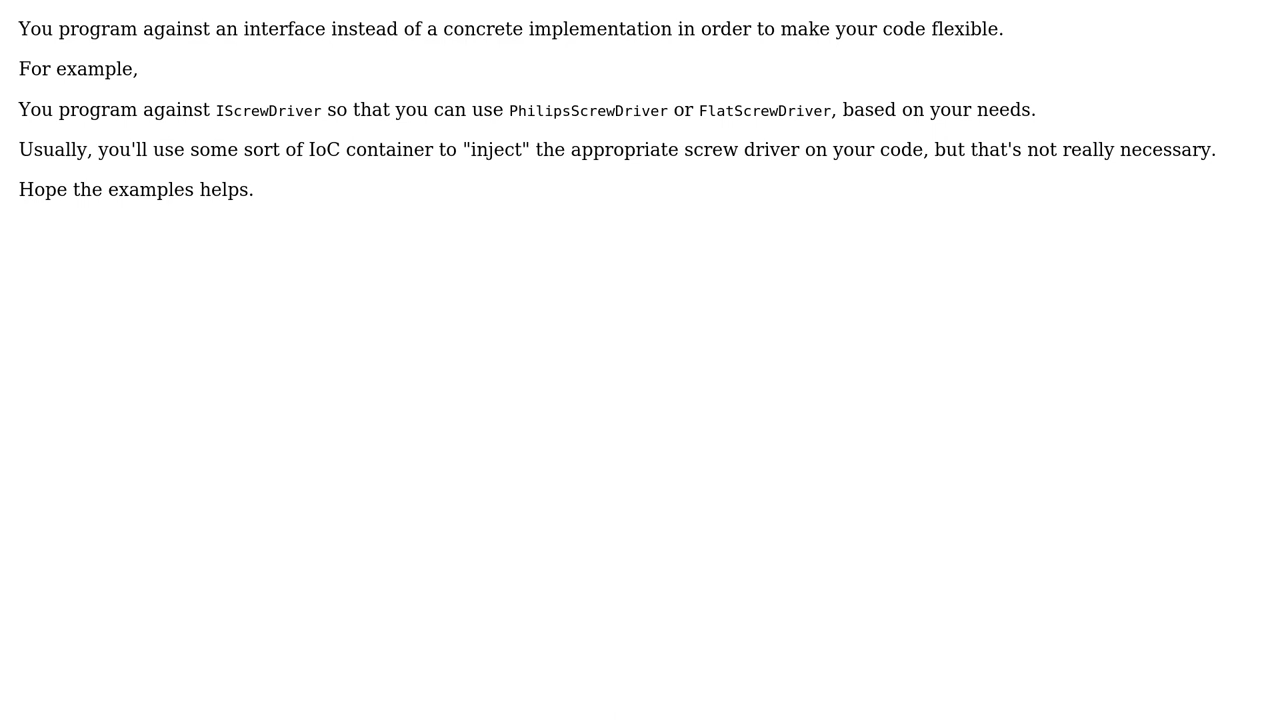 You program against an interface instead of a concrete implementation in order to make your code flexible.
For example,
You program against IScrewDriver so that you can use PhilipsScrewDriver or FlatScrewDriver, based on your needs.
Usually, you'll use some sort of IoC container to "inject" the appropriate screw driver on your code, but that's not really necessary.
Hope the examples helps.